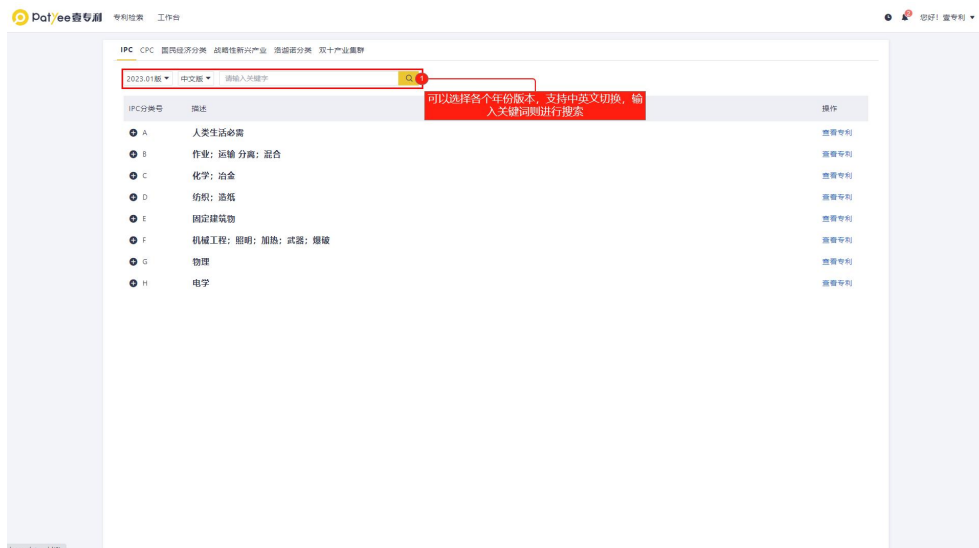 Patyee壹专利 专利检索 工作台 您好！壹专利
IPC CPC 国民经济分类 战略性新兴产业 洛迦诺分类 双十产业集群
2023.01版 中文版 请输入关键字 1
可以选择各个年份版本，支持中英文切换，输
入关键词则进行搜索
IPC分类号 描述 操作
A 人类生活必需 查看专利
B 作业；运输 分离；混合 查看专利
C 化学；冶金 查看专利
D 纺织；造纸 查看专利
E 固定建筑物 查看专利
F 机械工程；照明；加热；武器；爆破 查看专利
G 物理 查看专利
H 电学 查看专利